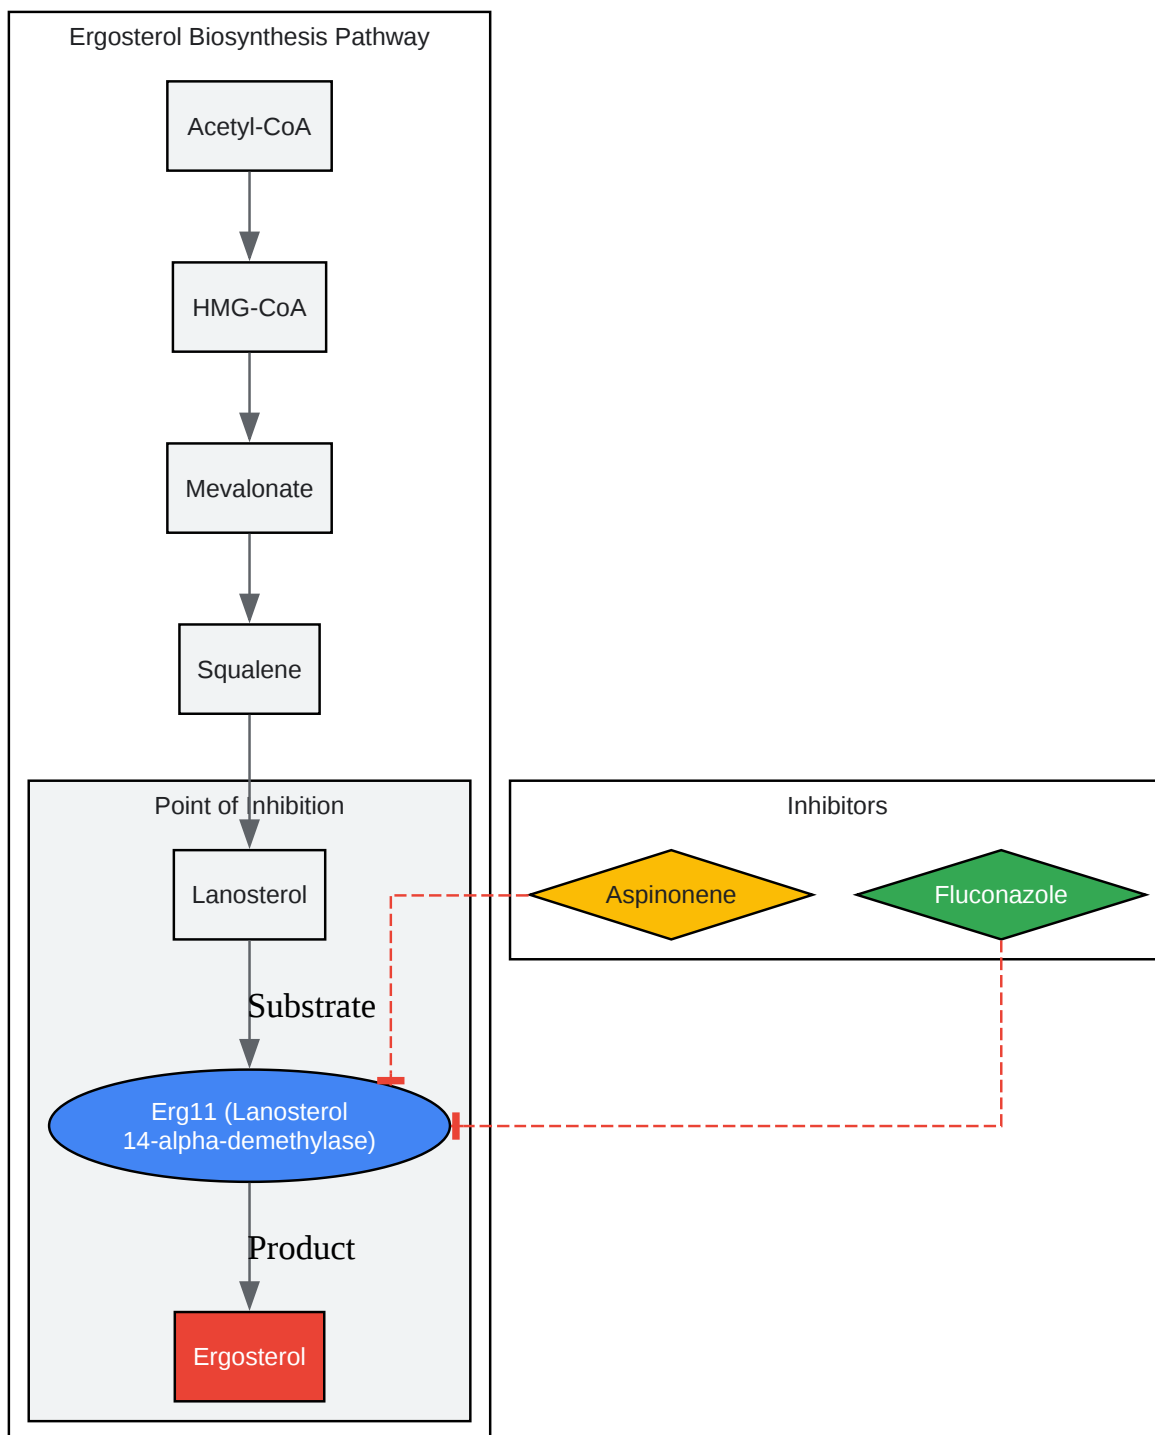 Ergosterol Biosynthesis Pathway
Acetyl-CoA
HMG-CoA
Mevalonate
Squalene
Point of Inhibition
Inhibitors
Lanosterol
Aspinonene
Fluconazole
Substrate
Erg11 (Lanosterol
14-alpha-demethylase)
Product
Ergosterol